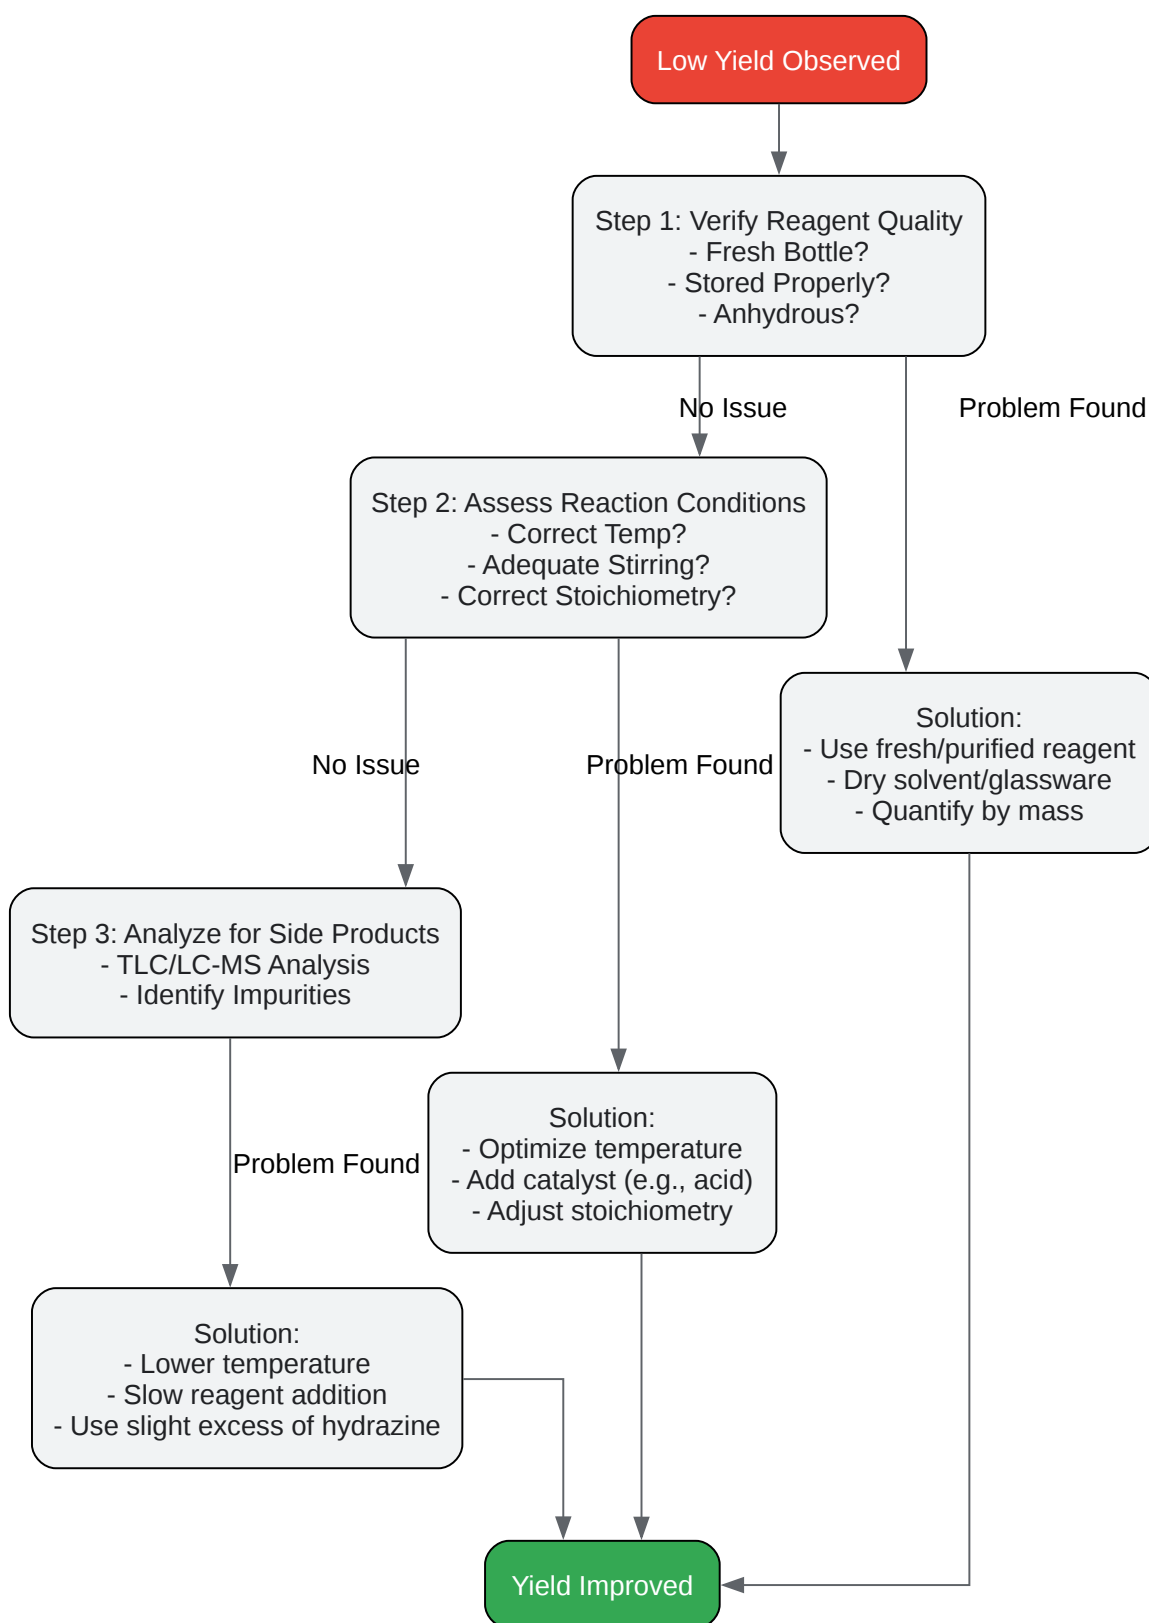 Low Yield Observed
Step 1: Verify Reagent Quality
- Fresh Bottle?
- Stored Properly?
- Anhydrous?
No Issue
Problem Found
Step 2: Assess Reaction Conditions
- Correct Temp?
- Adequate Stirring?
- Correct Stoichiometry?
Solution:
- Use fresh/purified reagent
- Dry solvent/glassware
- Quantify by mass
No Issue
Problem Found
Step 3: Analyze for Side Products
- TLC/LC-MS Analysis
- Identify Impurities
Solution:
- Optimize temperature
- Add catalyst (e.g., acid)
- Adjust stoichiometry
Problem Found
Solution:
- Lower temperature
- Slow reagent addition
- Use slight excess of hydrazine
Yield Improved